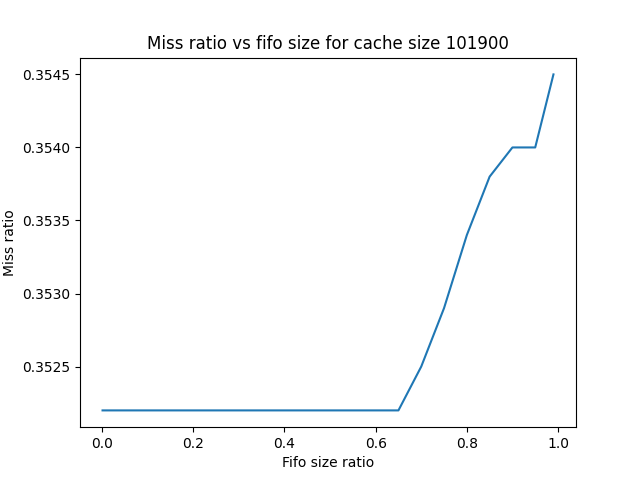 Miss ratio vs fifo size for cache size 101900
0.3545
0.3540
0.3535
0.3530
0.3525
Miss ratio
0.0 0.2 0.4 0.6 0.8 1.0
Fifo size ratio